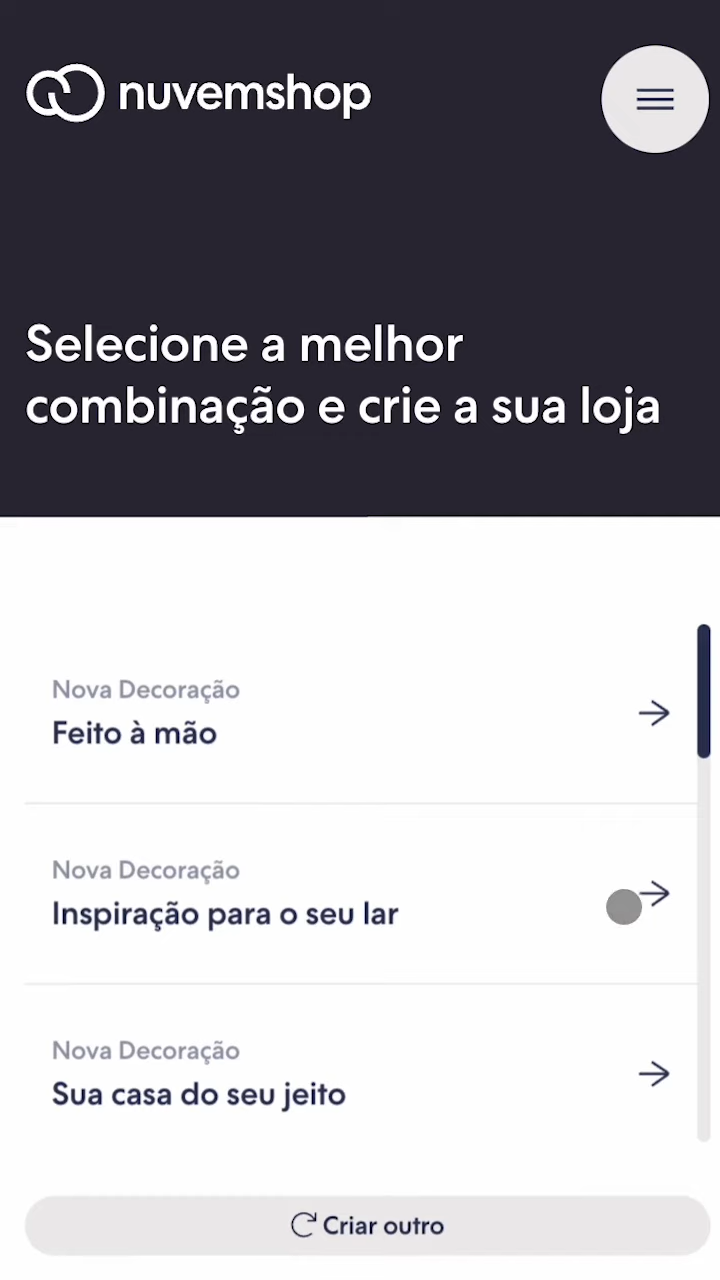 nuvemshop
Selecione a melhor
combinação e crie a sua loja
Nova Decoração
Feito à mão
Nova Decoração
Inspiração para o seu lar
Nova Decoração
Sua casa do seu jeito
Criar outro